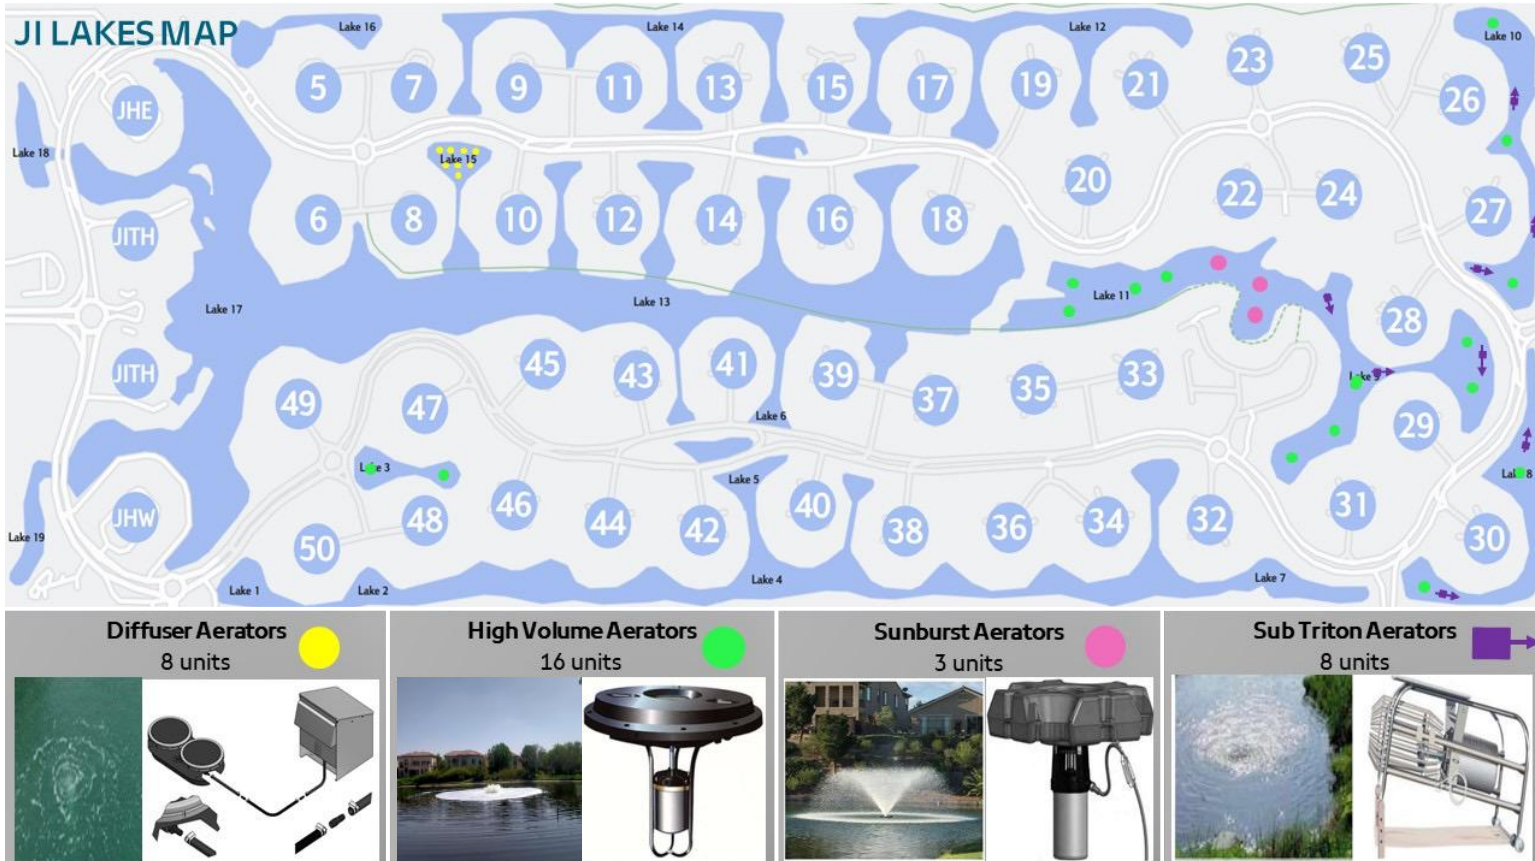 JI LAKES MAP
Lake 16
Lake 14
Lake 12
Lake 10
5
7
9
11
13
15
17
19
21
23
25
26
JHE
Lake 18
Lake 15
20
22
24
27
JITH
6
8
10
12
14
16
18
Lake 17
Lake 13
Lake 11
28
JITH
49
47
45
43
41
39
37
35
33
Lake 9
29
Lake 6
Lake 3
Lake 5
Lake 8
JHW
Lake 19
50
48
46
44
42
40
38
36
34
32
31
30
Lake 1
Lake 2
Lake 4
Lake 7
Diffuser Aerators
8 units
High Volume Aerators
16 units
Sunburst Aerators
3 units
Sub Triton Aerators
8 units